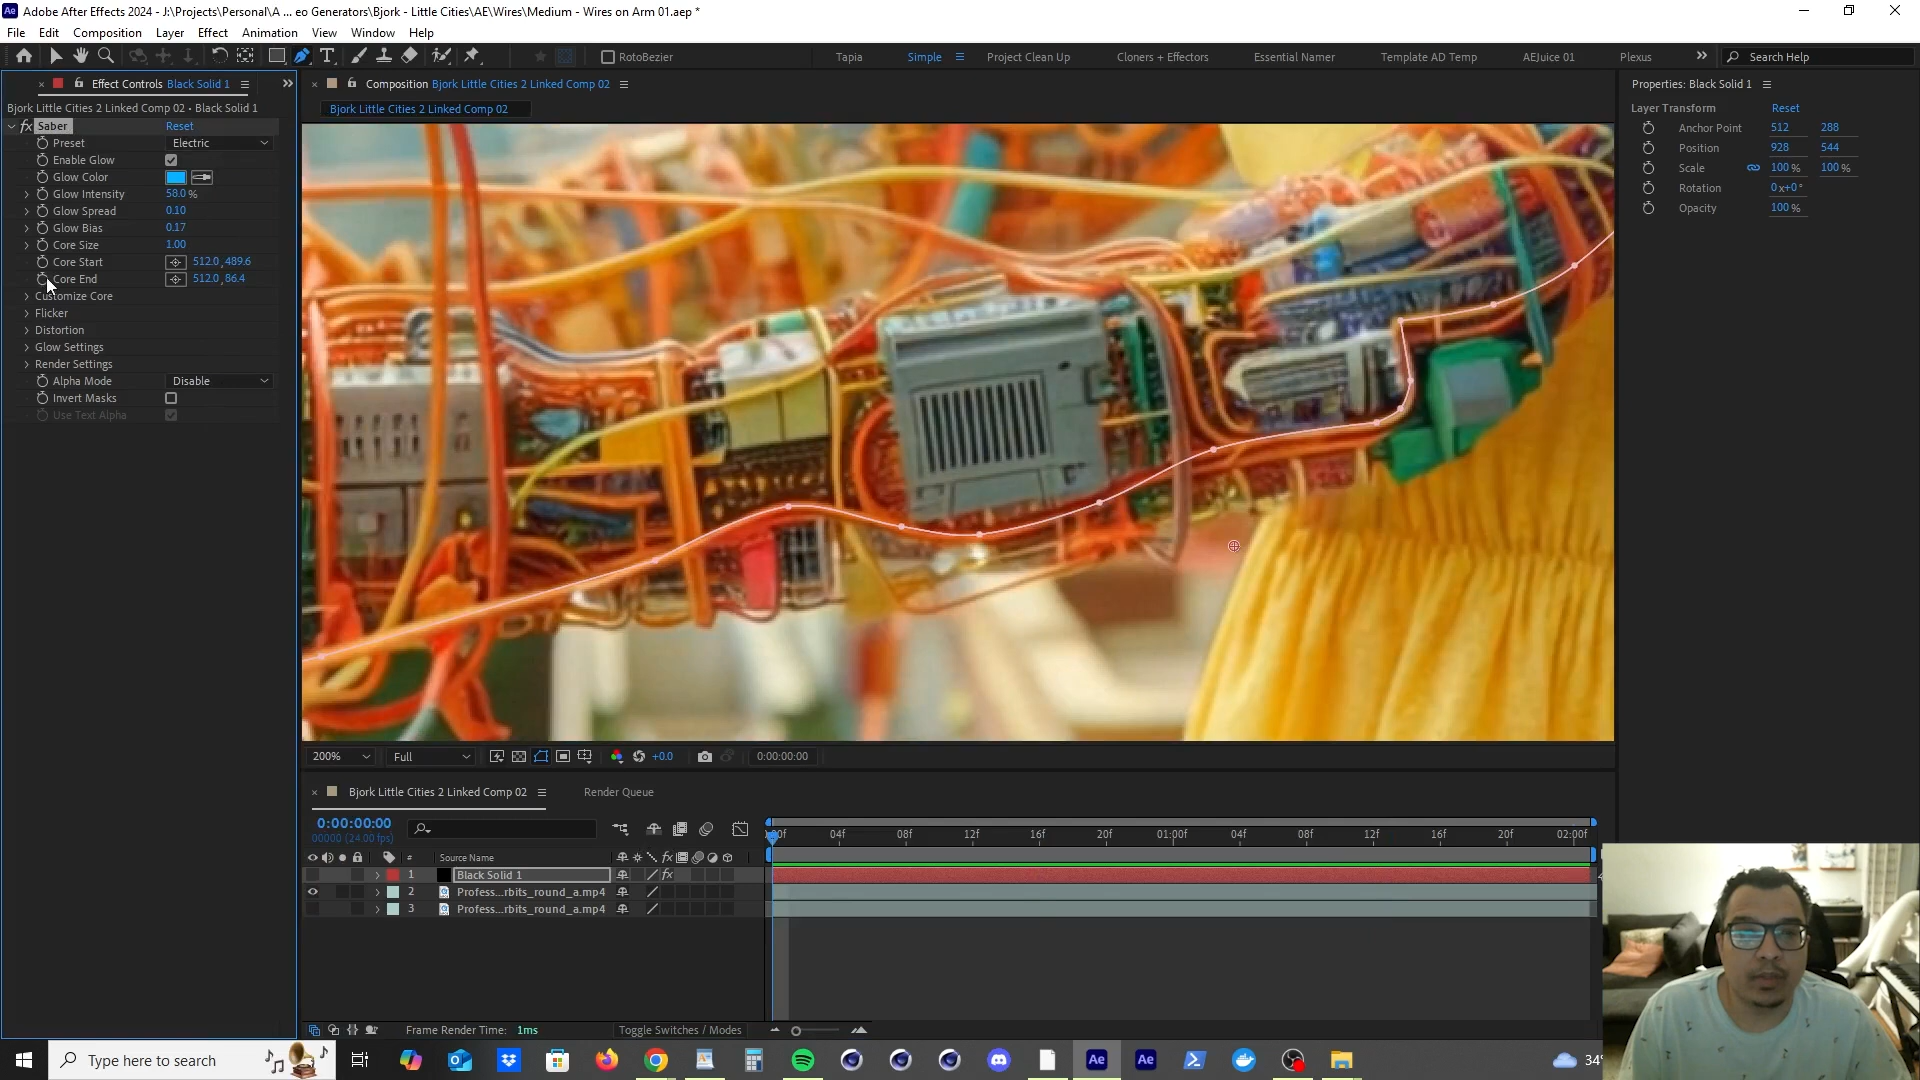 Adobe After Effects 2024 - J:\Projects\Personal\A ... eo Generators\Bjork - Little Cities\AE\Wires\Medium - Wires on Arm 01.aep *
File Edit Composition Layer Effect Animation View Window Help
RotoBezier Tapia Simple Project Clean Up Cloners + Effectors Essential Namer Template AD Temp AEJuice 01 Plexus Search Help
Effect Controls Black Solid 1
Composition Bjork Little Cities 2 Linked Comp 02
Properties: Black Solid 1
Bjork Little Cities 2 Linked Comp 02 • Black Solid 1
Bjork Little Cities 2 Linked Comp 02
Layer Transform Reset
fx Saber Reset
Anchor Point 512 288
Preset Electric
Position 928 544
Enable Glow
Scale 100 % 100 %
Glow Color
Rotation 0x+0°
Glow Intensity 58.0 %
Opacity 100 %
Glow Spread 0.10
Glow Bias 0.17
Core Size 1.00
Core Start 512.0,489.6
Core End 512.0,86.4
Customize Core
Flicker
Distortion
Glow Settings
Render Settings
Alpha Mode Disable
Invert Masks
Use Text Alpha
200% Full +0.0 0:00:00:00
Bjork Little Cities 2 Linked Comp 02 Render Queue
0:00:00:00
00000 (24.00 fps)
04f 08f 12f 16f 20f 01:00f 04f 08f 12f 16f 20f 02:00f
# Source Name
1 Black Solid 1
2 Profess...rbits_round_a.mp4
3 Profess...rbits_round_a.mp4
Frame Render Time: 1ms Toggle Switches / Modes
Type here to search
34°